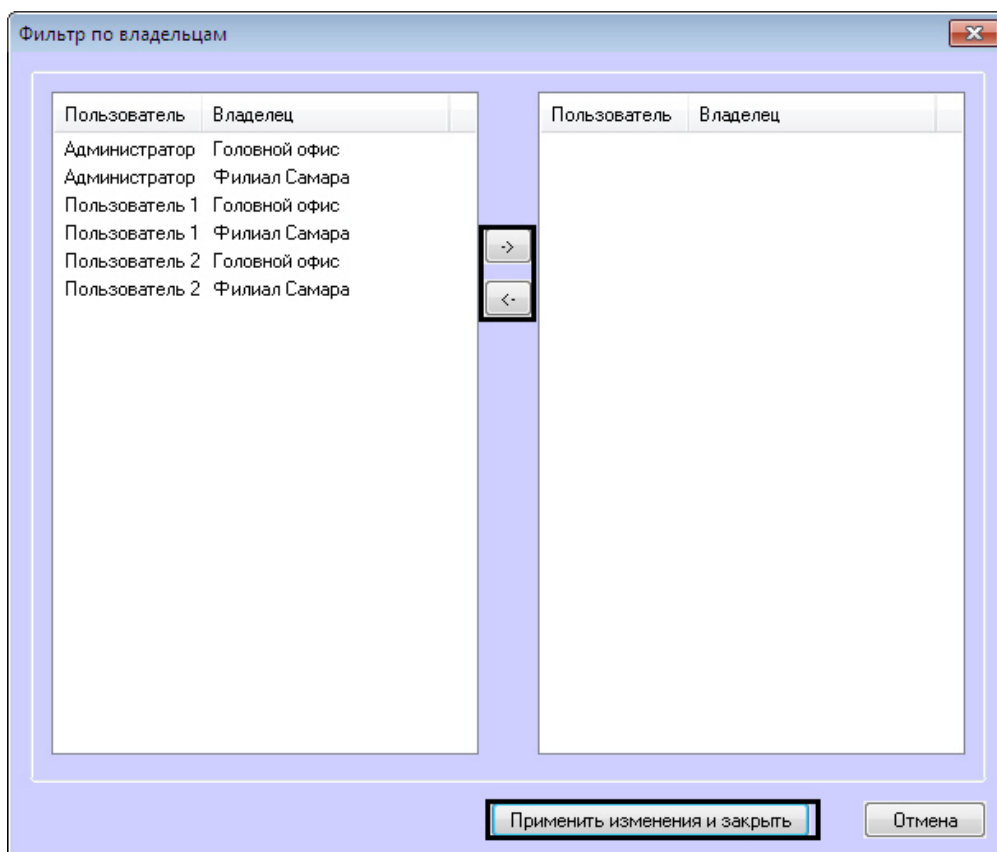 Фильтр по владельцам
Пользователь Владелец
Администратор Головной офис
Администратор Филиал Самара
Пользователь 1 Головной офис
Пользователь 1 Филиал Самара
Пользователь 2 Головной офис
Пользователь 2 Филиал Самара
->
<-
Пользователь Владелец
Применить изменения и закрыть
Отмена